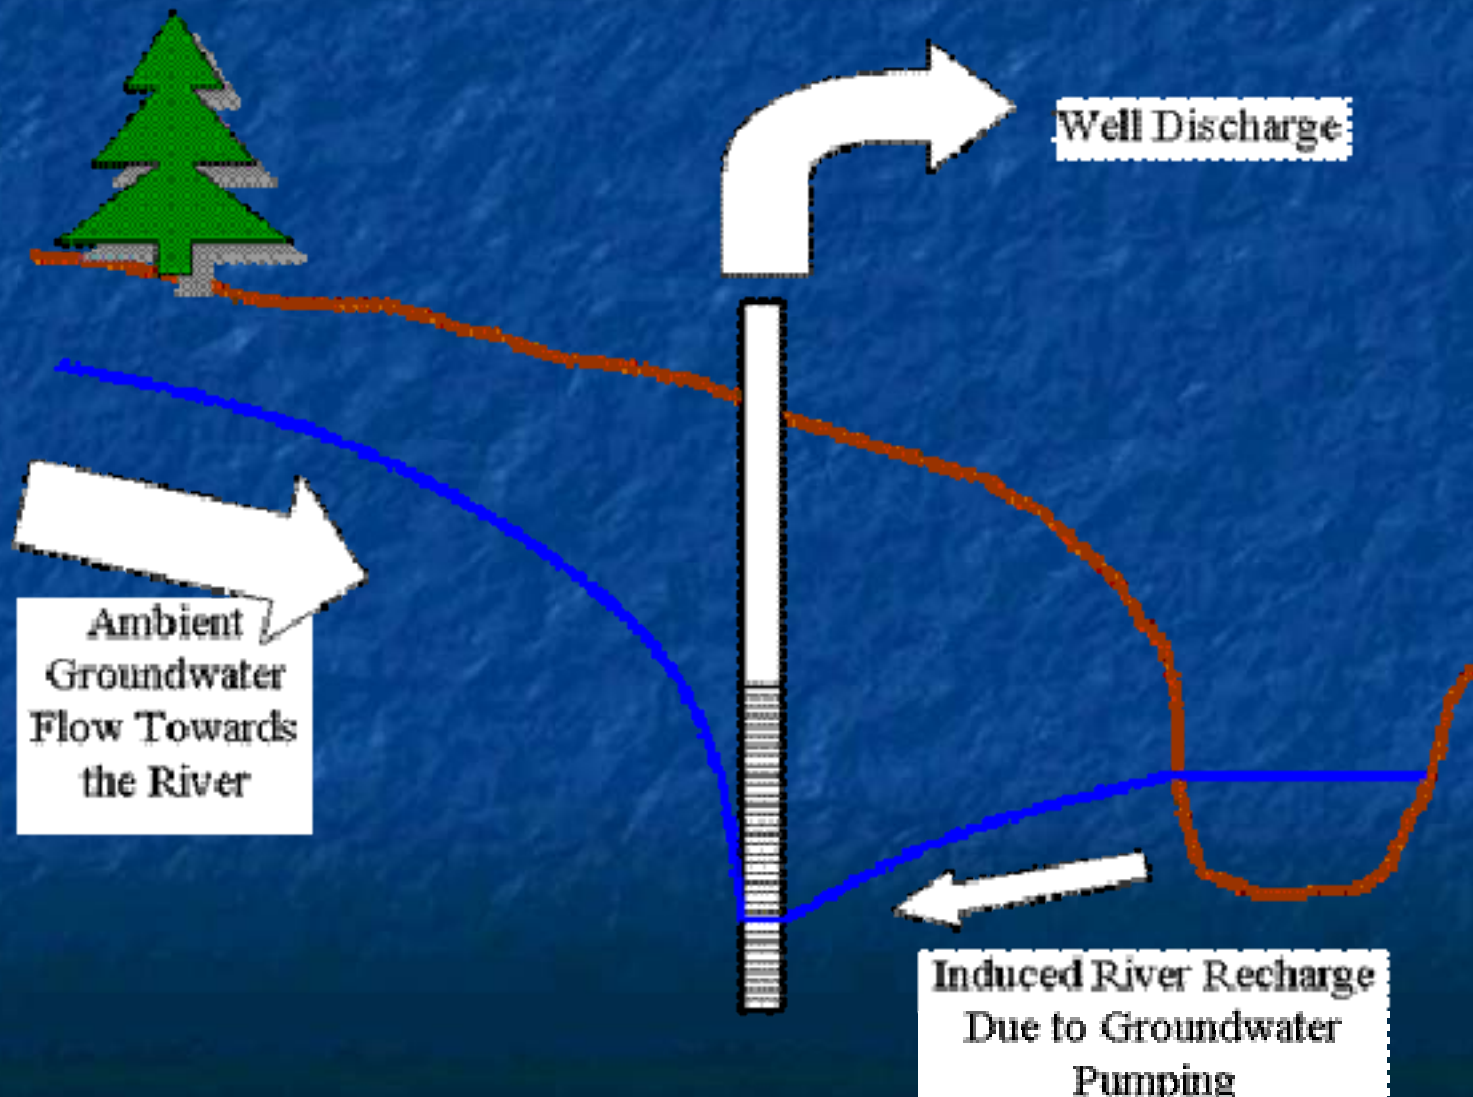 Well Discharge
Ambient
Groundwater
Flow Towards
the River
Induced River Recharge
Due to Groundwater
Pumping